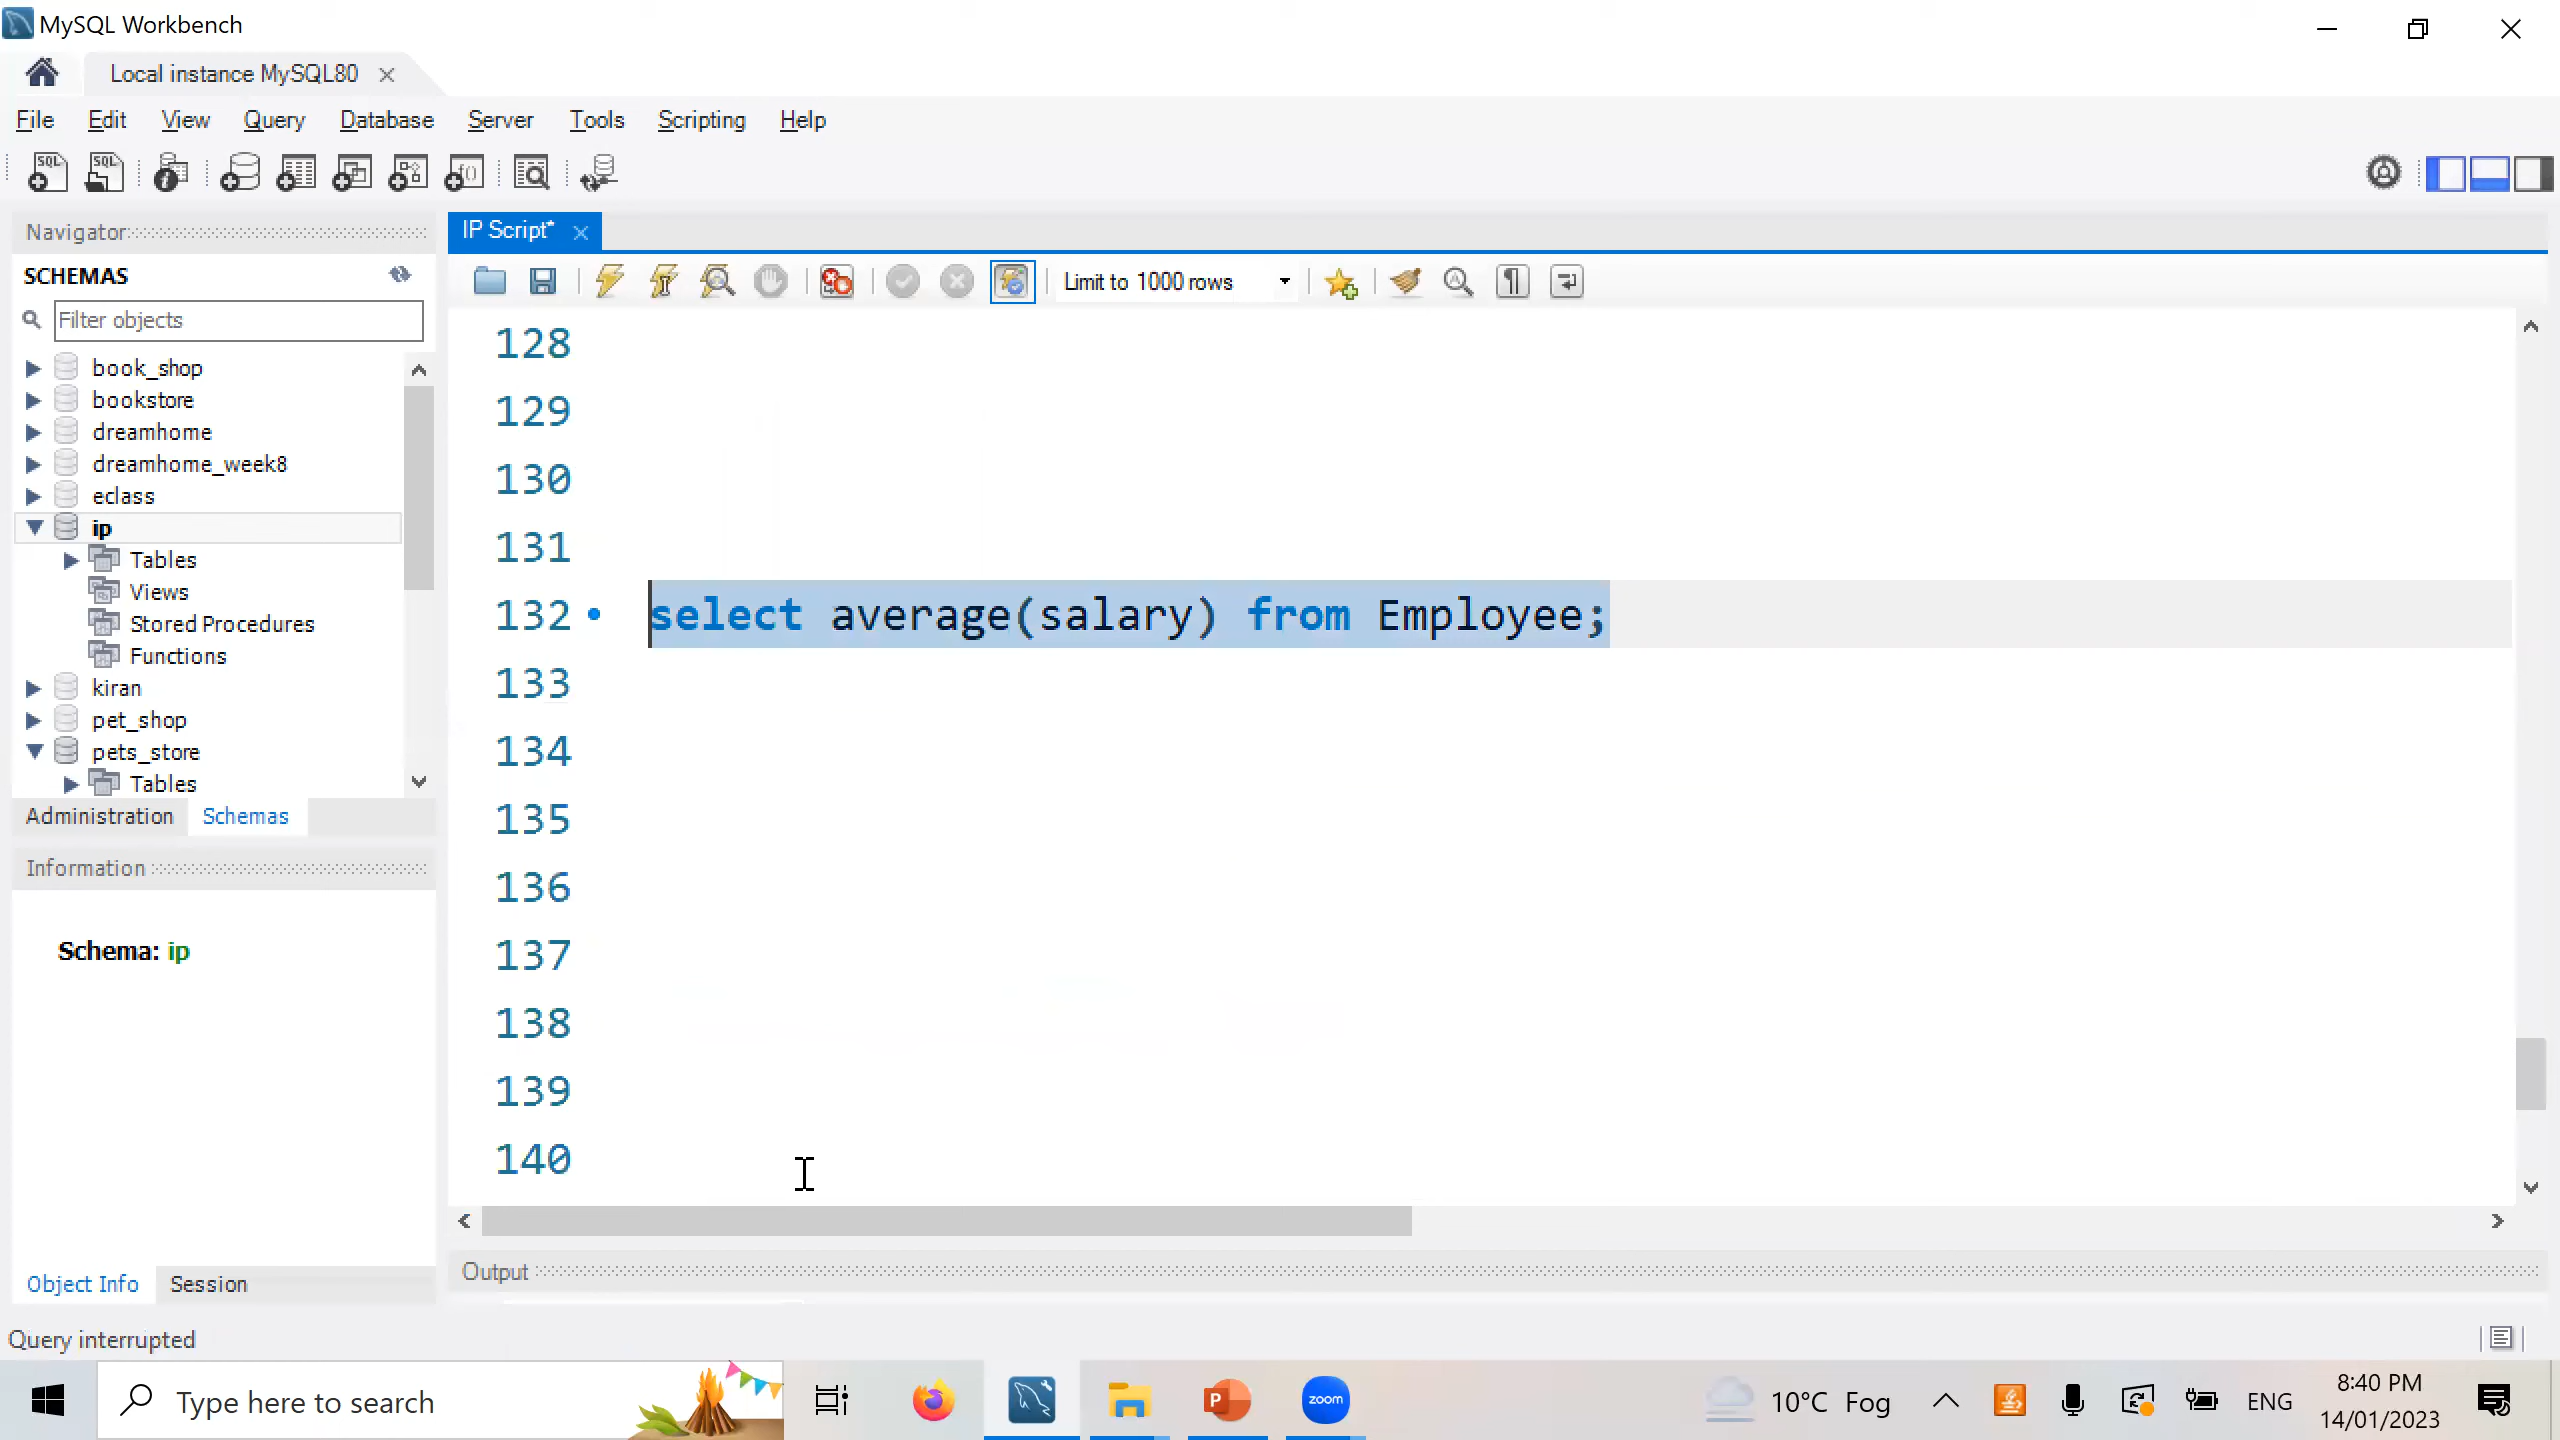 MySQL Workbench
Local instance MySQL80
File Edit View Query Database Server Tools Scripting Help
SQL SQL f()
Navigator
IP Script*
SCHEMAS
Limit to 1000 rows
Filter objects
book_shop
bookstore
dreamhome
dreamhome_week8
eclass
ip
Tables
Views
Stored Procedures
Functions
kiran
pet_shop
pets_store
Tables
Administration Schemas
Information
Schema: ip
Object Info Session
128
129
130
131
132 select average(salary) from Employee;
133
134
135
136
137
138
139
140
Output
Query interrupted
Type here to search
P
zoom
10°C Fog
ENG
8:40 PM
14/01/2023